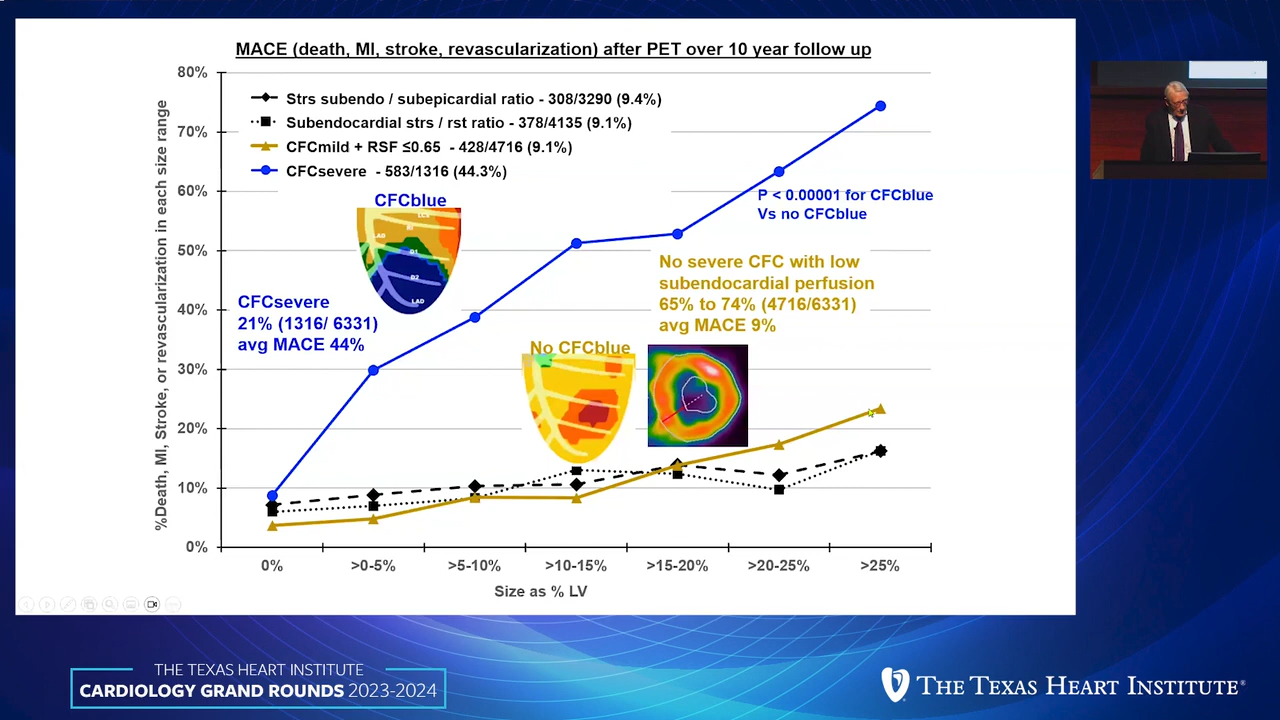 MACE (death, MI, stroke, revascularization) after PET over 10 year follow up
%Death, MI, Stroke, or revascularization in each size range
80%
70%
60%
50%
40%
30%
20%
10%
0%
Strs subendo / subepicardial ratio - 308/3290 (9.4%)
Subendocardial strs / rst ratio - 378/4135 (9.1%)
CFCmild + RSF ≤0.65 - 428/4716 (9.1%)
CFCsevere - 583/1316 (44.3%)
CFCblue
LCx
RI
LAD
D1
D2
LAD
P < 0.00001 for CFCblue
Vs no CFCblue
CFCsevere
21% (1316/ 6331)
avg MACE 44%
No severe CFC with low
subendocardial perfusion
65% to 74% (4716/6331)
avg MACE 9%
No CFCblue
0%
>0-5%
>5-10%
>10-15%
>15-20%
>20-25%
>25%
Size as % LV
THE TEXAS HEART INSTITUTE
CARDIOLOGY GRAND ROUNDS 2023-2024
THE TEXAS HEART INSTITUTE®